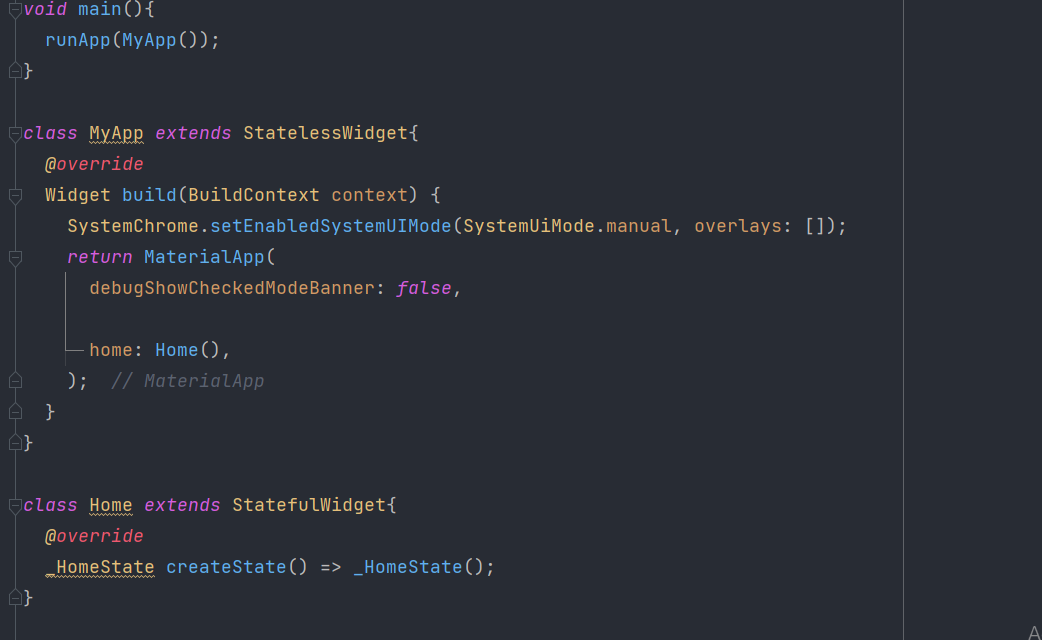 void main(){
  runApp(MyApp());
}

class MyApp extends StatelessWidget{
  @override
  Widget build(BuildContext context) {
    SystemChrome.setEnabledSystemUIMode(SystemUiMode.manual, overlays: []);
    return MaterialApp(
      debugShowCheckedModeBanner: false,

      home: Home(),
    );  // MaterialApp
  }
}

class Home extends StatefulWidget{
  @override
  _HomeState createState() => _HomeState();
}
A